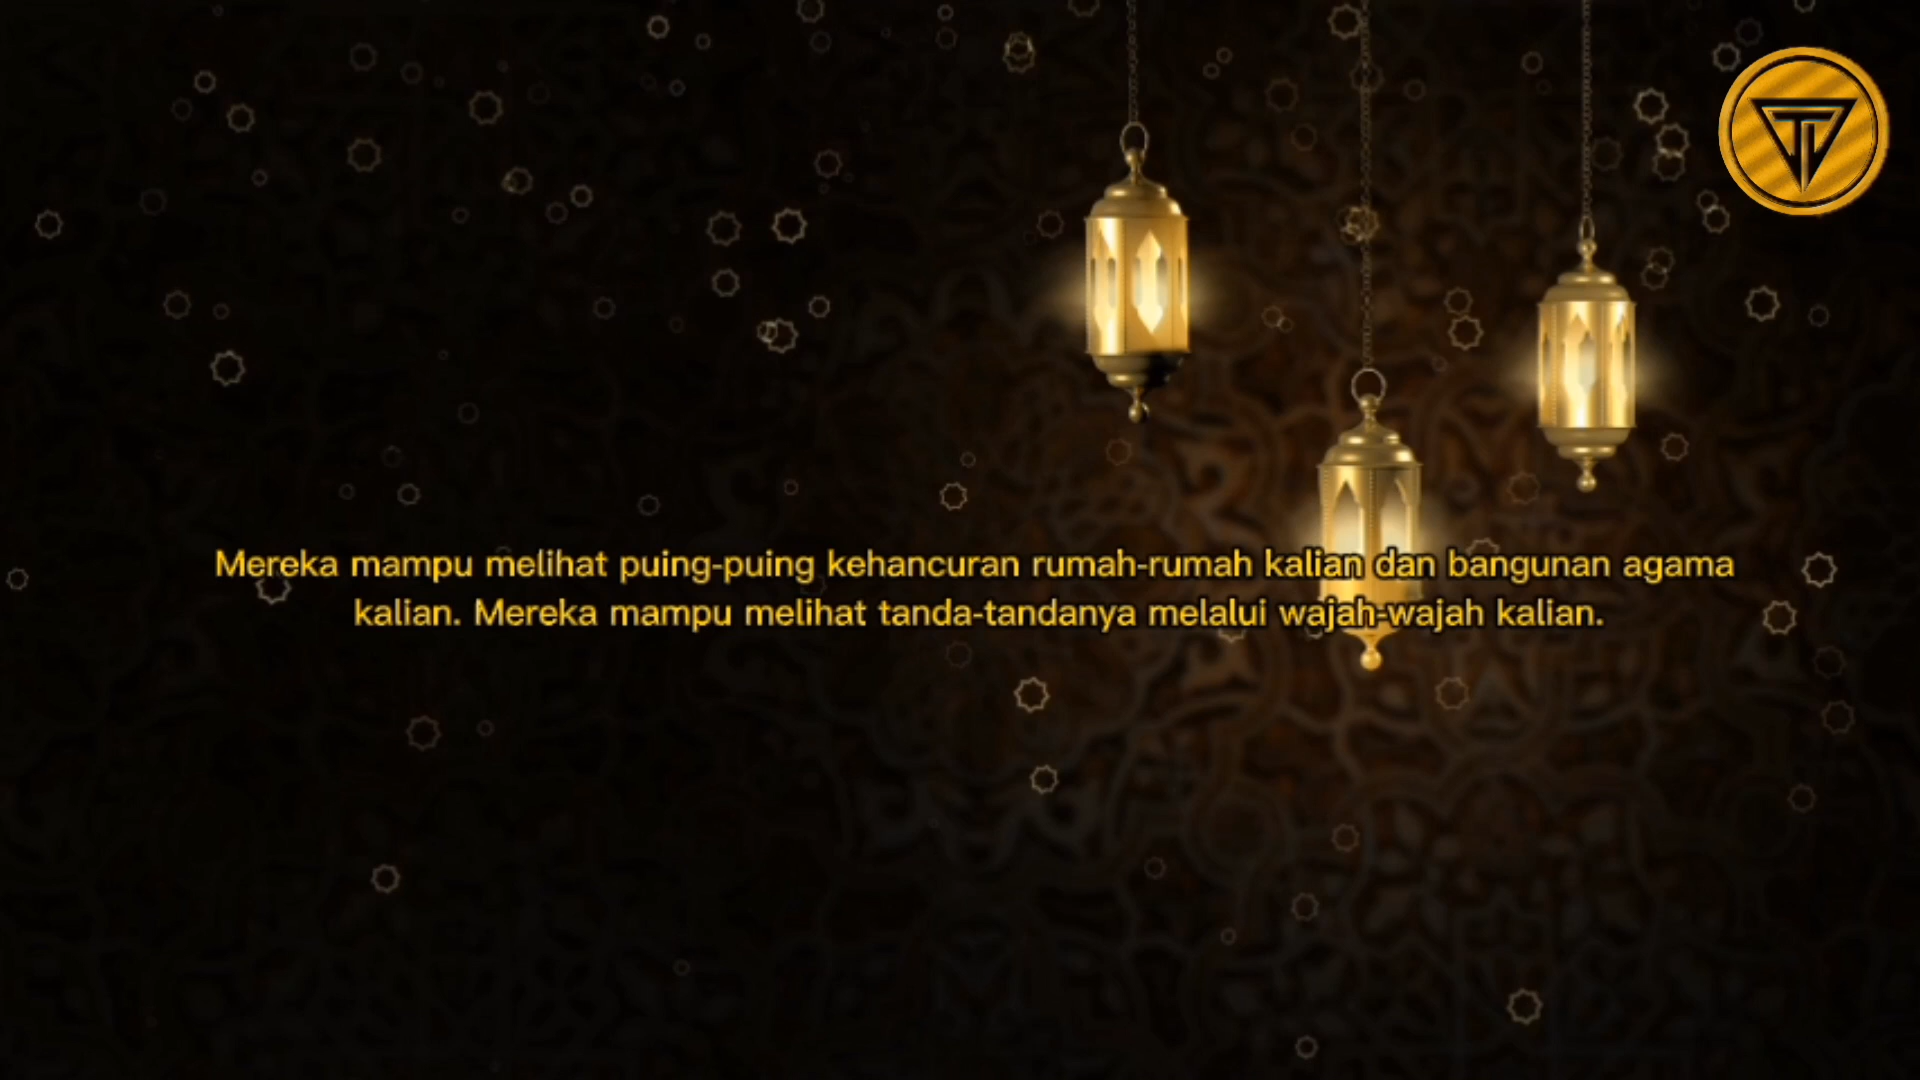 Mereka mampu melihat puing-puing kehancuran rumah-rumah kalian dan bangunan agama
kalian. Mereka mampu melihat tanda-tandanya melalui wajah-wajah kalian.